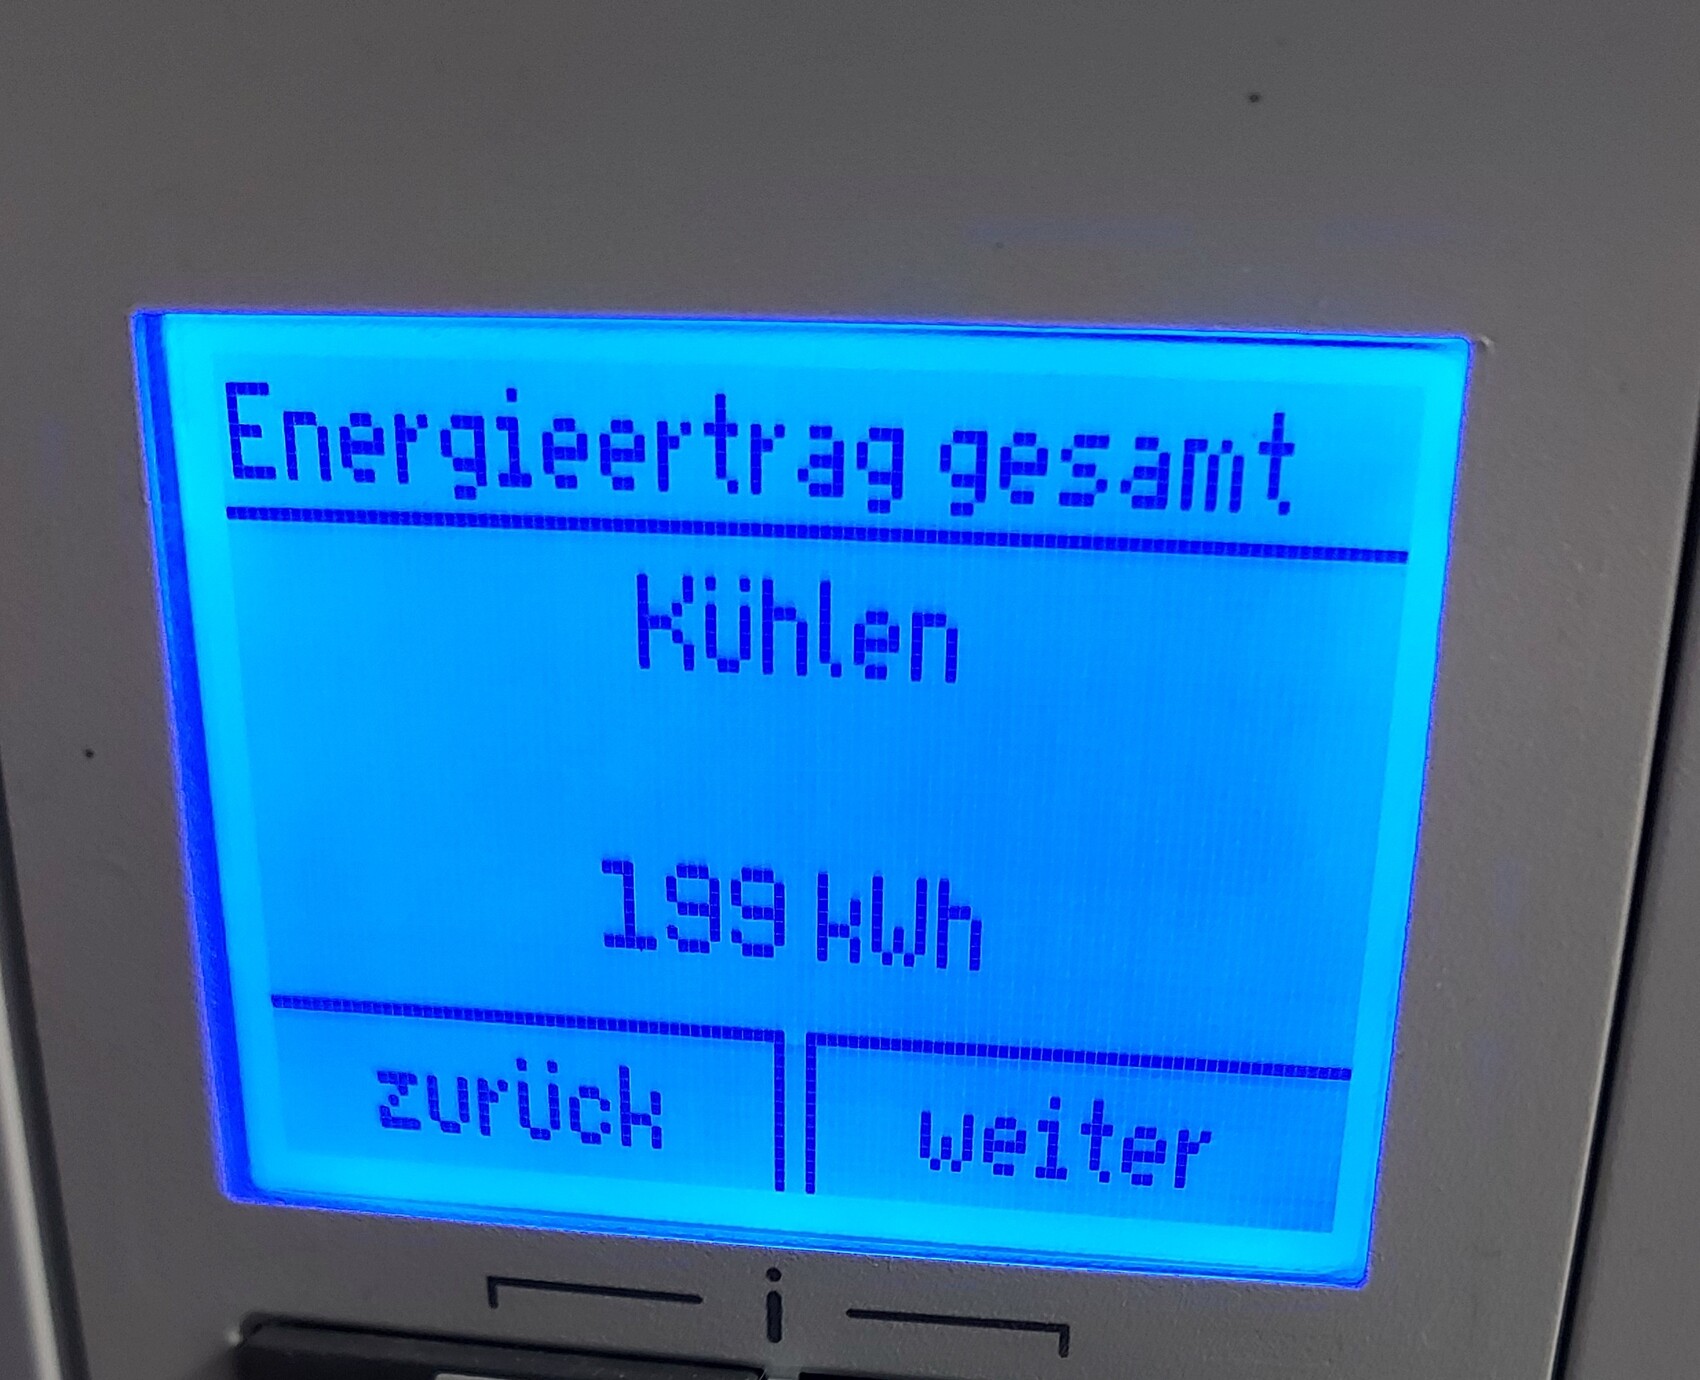 Energieertrag gesamt
Kühlen
199 kWh
zurück weiter
i